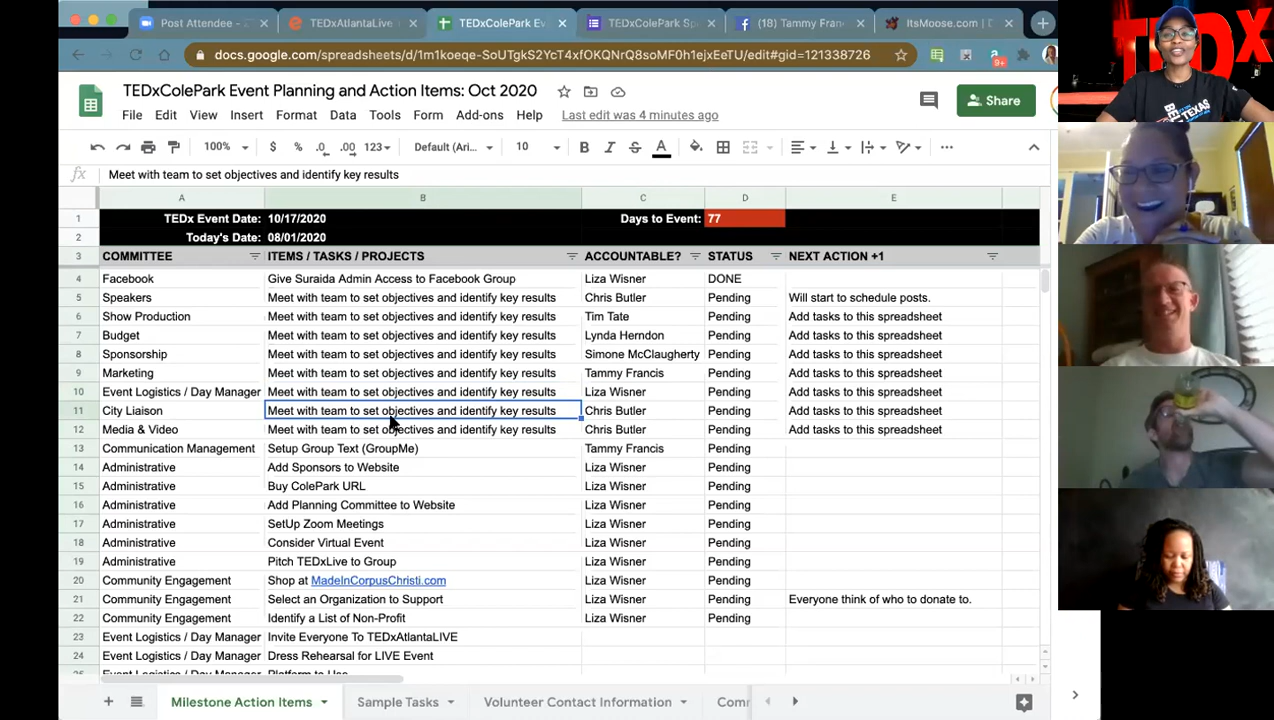 Post Attendee -
TEDxAtlantaLive
TEDxColePark Ev
TEDxColePark Sp
(18) Tammy Fran
ItsMoose.com | D
docs.google.com/spreadsheets/d/1m1koeqe-SoUTgkS2YcT4xfOKQNrQ8soMF0h1ejxEeTU/edit#gid=121338726
9+
TEDxColePark Event Planning and Action Items: Oct 2020
File Edit View Insert Format Data Tools Form Add-ons Help Last edit was 4 minutes ago
Share
100% $ % .0 .00 123 Default (Ari... 10 B I S A
fx Meet with team to set objectives and identify key results
A B C D E
1 TEDx Event Date: 10/17/2020 Days to Event: 77
2 Today's Date: 08/01/2020
3 COMMITTEE ITEMS / TASKS / PROJECTS ACCOUNTABLE? STATUS NEXT ACTION +1
4 Facebook Give Suraida Admin Access to Facebook Group Liza Wisner DONE
5 Speakers Meet with team to set objectives and identify key results Chris Butler Pending Will start to schedule posts.
6 Show Production Meet with team to set objectives and identify key results Tim Tate Pending Add tasks to this spreadsheet
7 Budget Meet with team to set objectives and identify key results Lynda Herndon Pending Add tasks to this spreadsheet
8 Sponsorship Meet with team to set objectives and identify key results Simone McClaugherty Pending Add tasks to this spreadsheet
9 Marketing Meet with team to set objectives and identify key results Tammy Francis Pending Add tasks to this spreadsheet
10 Event Logistics / Day Manager Meet with team to set objectives and identify key results Liza Wisner Pending Add tasks to this spreadsheet
11 City Liaison Meet with team to set objectives and identify key results Chris Butler Pending Add tasks to this spreadsheet
12 Media & Video Meet with team to set objectives and identify key results Chris Butler Pending Add tasks to this spreadsheet
13 Communication Management Setup Group Text (GroupMe) Tammy Francis Pending
14 Administrative Add Sponsors to Website Liza Wisner Pending
15 Administrative Buy ColePark URL Liza Wisner Pending
16 Administrative Add Planning Committee to Website Liza Wisner Pending
17 Administrative SetUp Zoom Meetings Liza Wisner Pending
18 Administrative Consider Virtual Event Liza Wisner Pending
19 Administrative Pitch TEDxLive to Group Liza Wisner Pending
20 Community Engagement Shop at MadeInCorpusChristi.com Liza Wisner Pending
21 Community Engagement Select an Organization to Support Liza Wisner Pending Everyone think of who to donate to.
22 Community Engagement Identify a List of Non-Profit Liza Wisner Pending
23 Event Logistics / Day Manager Invite Everyone To TEDxAtlantaLIVE
24 Event Logistics / Day Manager Dress Rehearsal for LIVE Event
Event Logistics / Day Manager Platform to Use
Milestone Action Items Sample Tasks Volunteer Contact Information Comm
TEDX
TEXAS